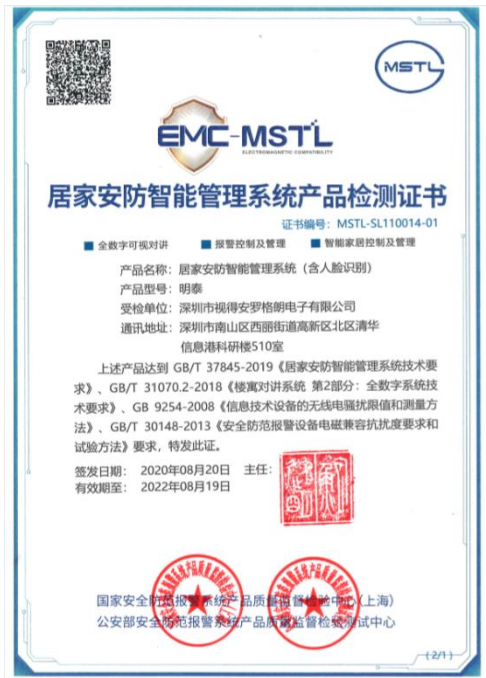 MSTL
EMC-MSTL
ELECTROMAGNETIC COMPATIBILITY
居家安防智能管理系统产品检测证书
证书编号：MSTL-SL110014-01
全数字可视对讲 报警控制及管理 智能家居控制及管理
产品名称：居家安防智能管理系统（含人脸识别）
产品型号：明泰
受检单位：深圳市视得安罗格朗电子有限公司
通讯地址：深圳市南山区西丽街道高新区北区清华
信息港科研楼510室
上述产品达到 GB/T 37845-2019《居家安防智能管理系统技术要
求》、GB/T 31070.2-2018《楼寓对讲系统 第2部分：全数字系统技
术要求》、GB 9254-2008《信息技术设备的无线电骚扰限值和测量方
法》、GB/T 30148-2013《安全防范报警设备电磁兼容抗扰度要求和
试验方法》要求，特发此证。
签发日期：2020年08月20日 主任：
有效期至：2022年08月19日
国家安全防范报警系统产品质量监督检验中心(上海)
公安部安全防范报警系统产品质量监督检验测试中心
(2/1)